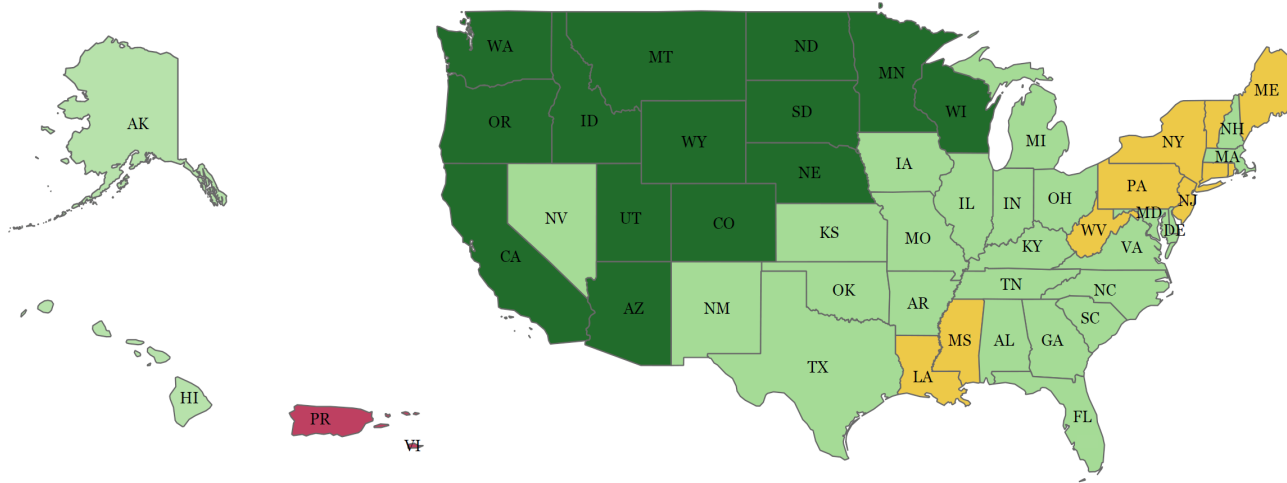 WA
MT
ND
MN
ME
AK
OR
ID
SD
WI
NH
NY
MI
WY
MA
IA
NE
PA
IL
IN
OH
NJ
NV
UT
CO
MD
KS
MO
WV
DE
KY
VA
CA
TN
NC
OK
AR
AZ
NM
SC
MS
AL
GA
TX
LA
HI
PR
FL
VI